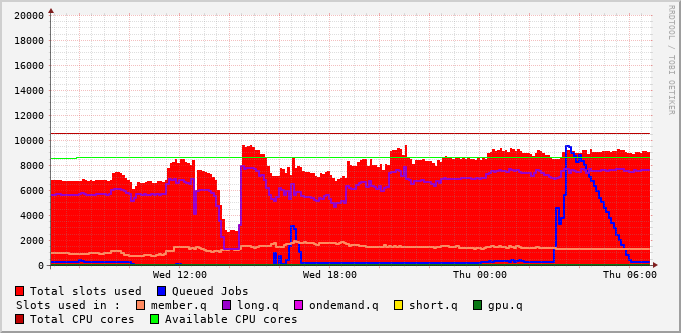 20000
18000
16000
14000
12000
10000
8000
6000
4000
2000
0
Wed 12:00 Wed 18:00 Thu 00:00 Thu 06:00
RRDTOOL / TOBI OETIKER
Total slots used Queued Jobs
Slots used in : member.q long.q ondemand.q short.q gpu.q
Total CPU cores Available CPU cores